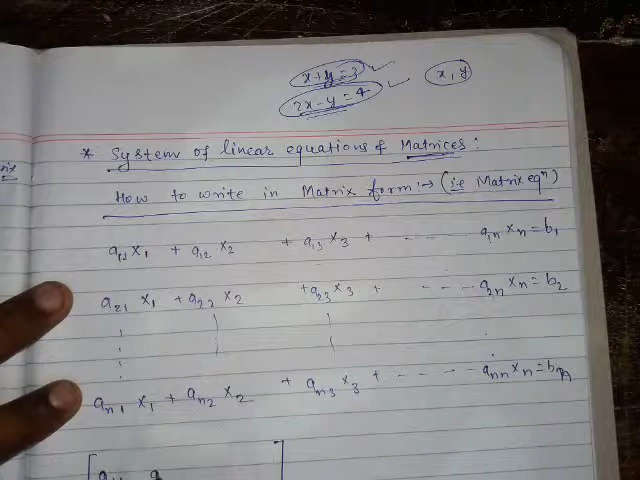 x+y=3 x, y
2x-y=4
* System of linear equations of Matrices:
How to write in Matrix form:→ (i.e Matrix eqⁿ)
a₁₁ x₁ + a₁₂ x₂ + a₁₃ x₃ + ---- a₁ₙ xₙ = b₁
a₂₁ x₁ + a₂₂ x₂ + a₂₃ x₃ + ---- a₂ₙ xₙ = b₂
aₙ₁ x₁ + aₙ₂ x₂ + aₙ₃ x₃ + ---- aₙₙ xₙ = bₙ
a₁₁ a